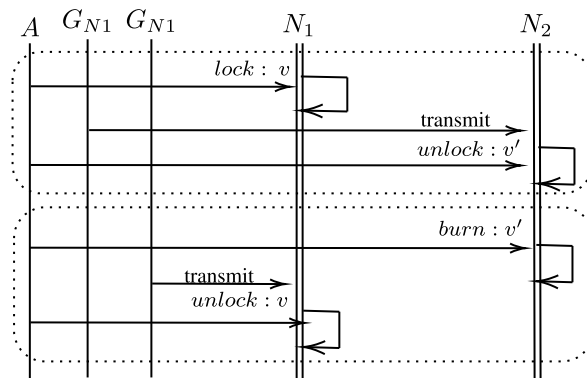 A G_{N1} G_{N1} N_1 N_2
lock : v
transmit
unlock : v′
burn : v′
transmit
unlock : v